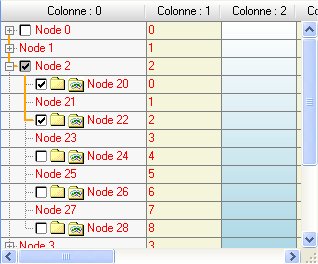 Colonne : 0 Colonne : 1 Colonne : 2 Co
Node 0 0
Node 1 1
Node 2 2
Node 20 0
Node 21 1
Node 22 2
Node 23 3
Node 24 4
Node 25 5
Node 26 6
Node 27 7
Node 28 8
Node 3 3